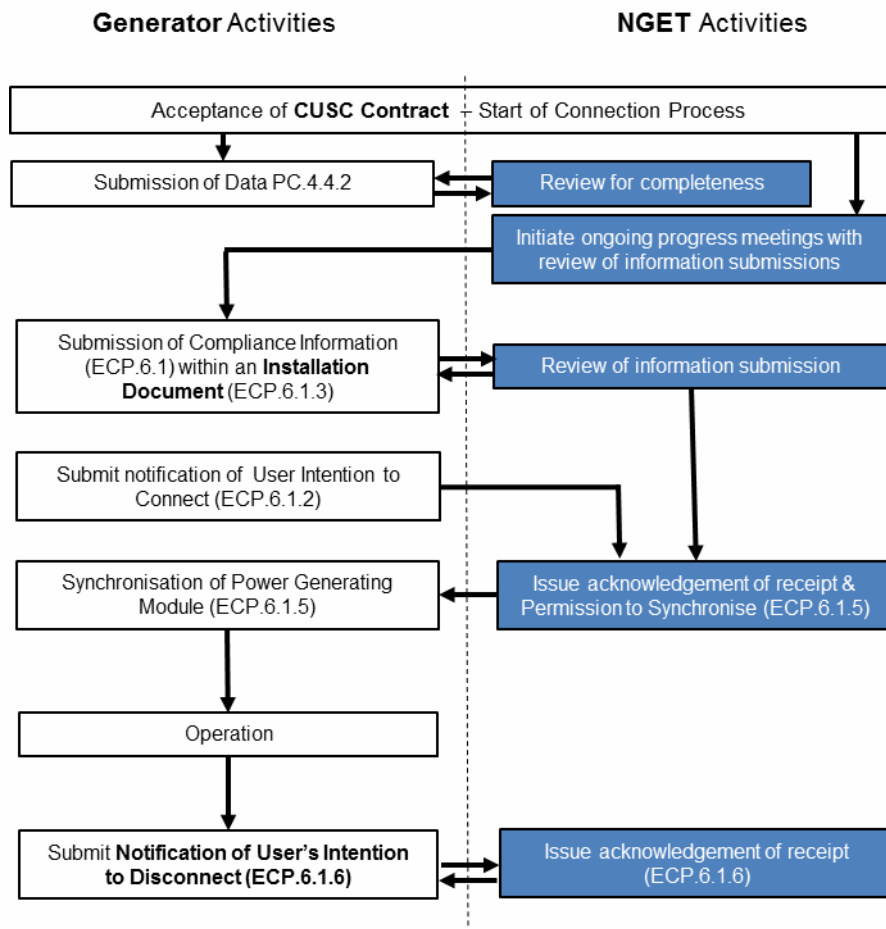 Generator Activities
NGET Activities
Acceptance of CUSC Contract – Start of Connection Process
Submission of Data PC.4.4.2
Review for completeness
Initiate ongoing progress meetings with
review of information submissions
Submission of Compliance Information
(ECP.6.1) within an Installation
Document (ECP.6.1.3)
Review of information submission
Submit notification of User Intention to
Connect (ECP.6.1.2)
Synchronisation of Power Generating
Module (ECP.6.1.5)
Issue acknowledgement of receipt &
Permission to Synchronise (ECP.6.1.5)
Operation
Submit Notification of User's Intention
to Disconnect (ECP.6.1.6)
Issue acknowledgement of receipt
(ECP.6.1.6)